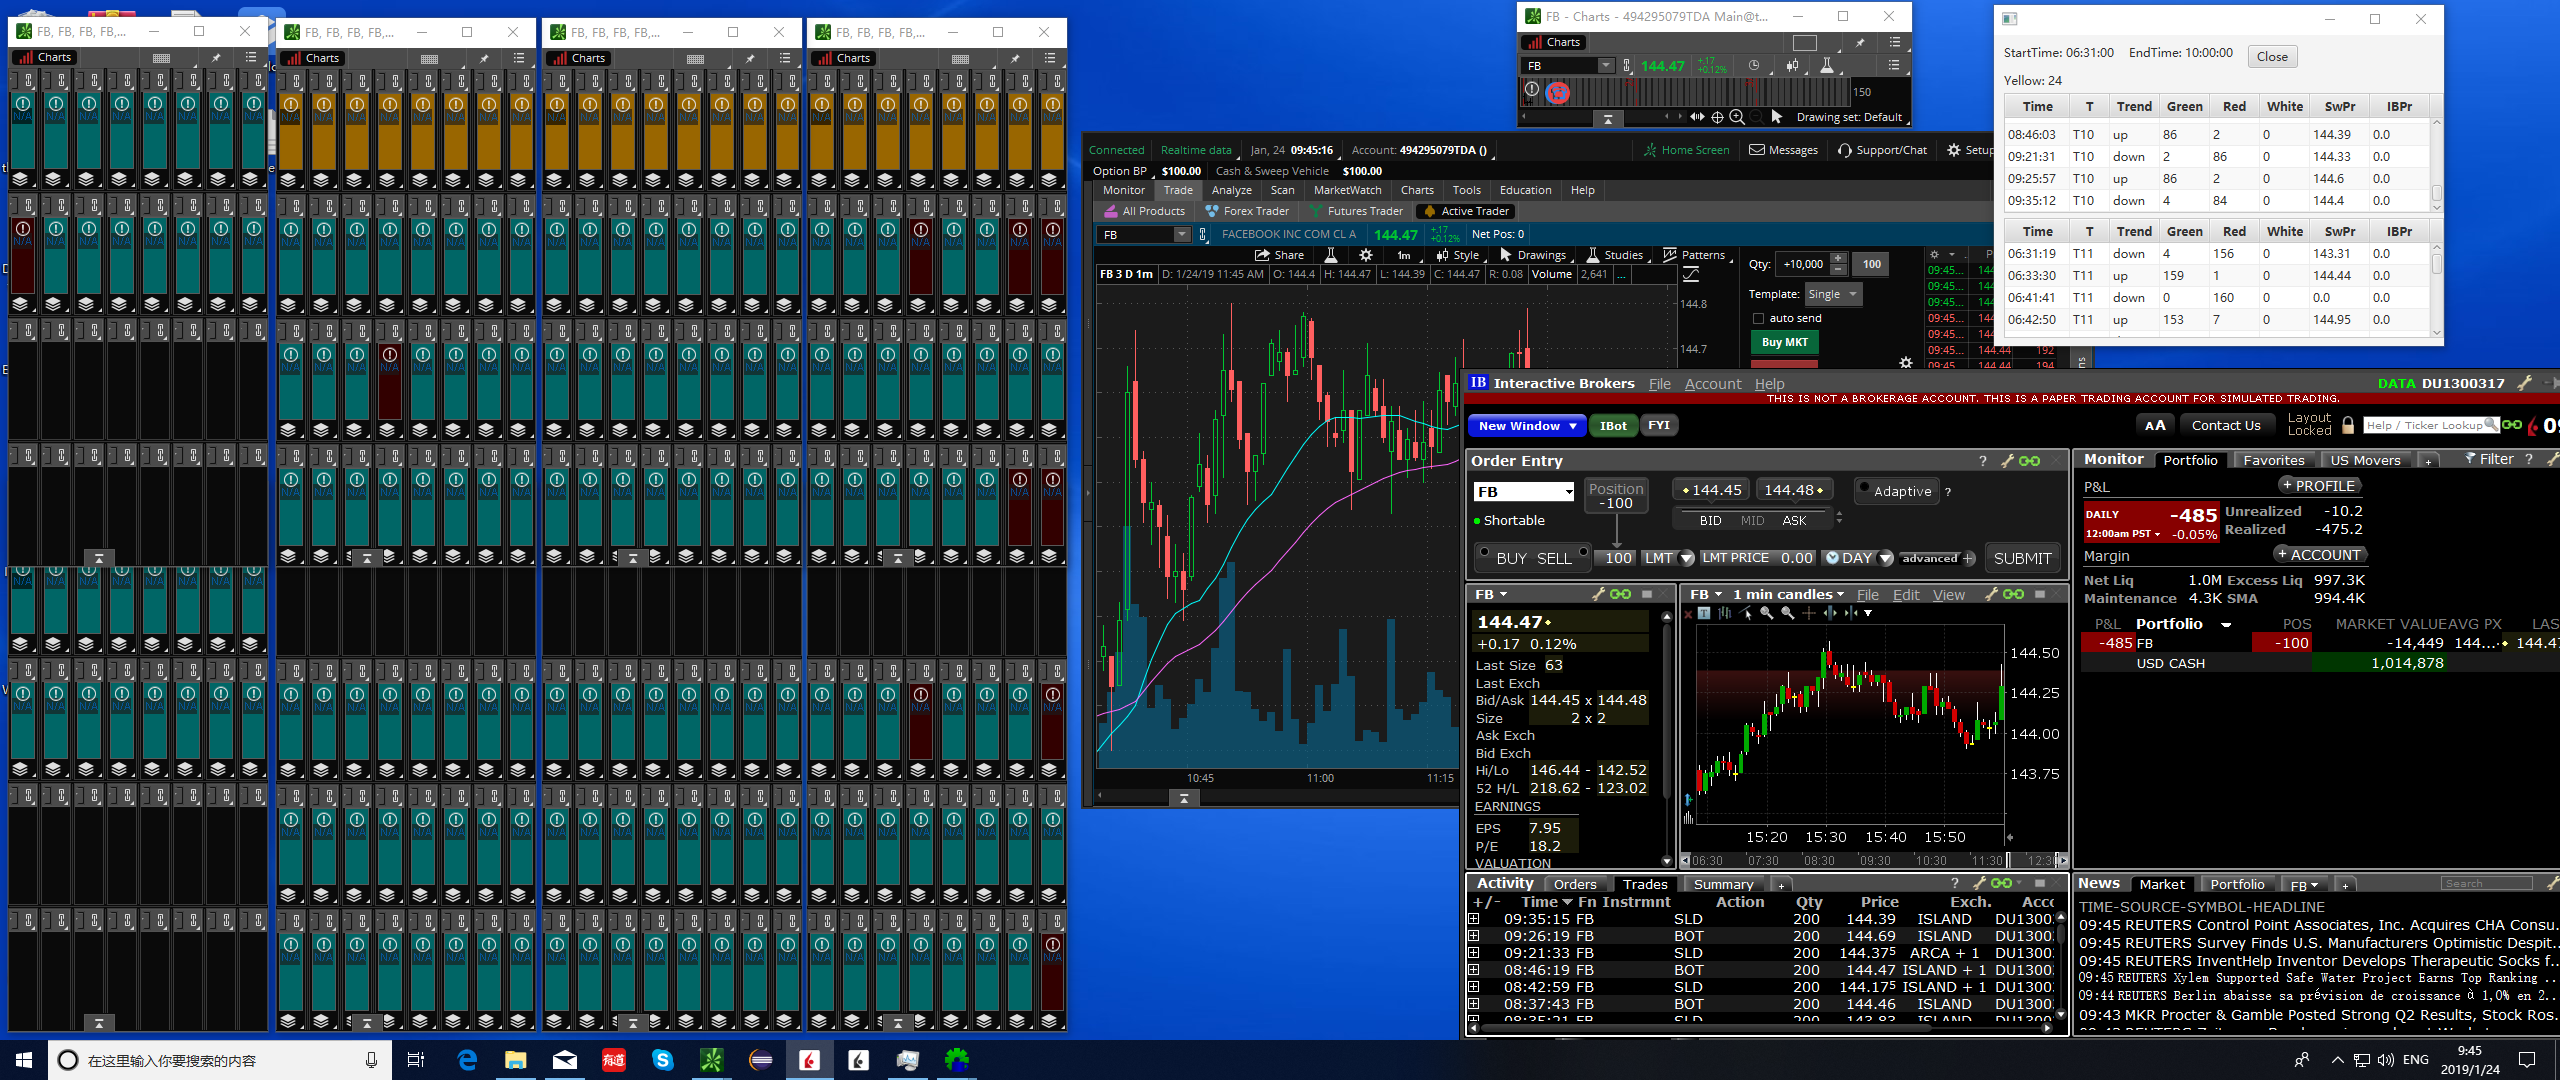 FB, FB, FB, FB,...
Charts
FB, FB, FB, FB,...
Charts
FB, FB, FB, FB,...
Charts
FB, FB, FB, FB,...
Charts
N/A
FB - Charts - 494295079TDA Main@t...
Charts
FB
144.47
+.17
+0.12%
150
Drawing set: Default
StartTime: 06:31:00 EndTime: 10:00:00 Close
Yellow: 24
Time T Trend Green Red White SwPr IBPr
08:46:03 T10 up 86 2 0 144.39 0.0
09:21:31 T10 down 2 86 0 144.33 0.0
09:25:57 T10 up 86 2 0 144.6 0.0
09:35:12 T10 down 4 84 0 144.4 0.0
Time T Trend Green Red White SwPr IBPr
06:31:19 T11 down 4 156 0 143.31 0.0
06:33:30 T11 up 159 1 0 144.44 0.0
06:41:41 T11 down 0 160 0 0.0 0.0
06:42:50 T11 up 153 7 0 144.95 0.0
Connected Realtime data Jan, 24 09:45:16 Account: 494295079TDA () Home Screen Messages Support/Chat Setup
Option BP $100.00 Cash & Sweep Vehicle $100.00
Monitor Trade Analyze Scan MarketWatch Charts Tools Education Help
All Products Forex Trader Futures Trader Active Trader
FB FACEBOOK INC COM CL A 144.47 +.17 +0.12% Net Pos: 0
Share 1m Style Drawings Studies Patterns
FB 3 D 1m D: 1/24/19 11:45 AM O: 144.4 H: 144.47 L: 144.39 C: 144.47 R: 0.08 Volume 2,641 ...
144.8
144.7
10:45 11:00 11:15
Qty: +10,000 100
Template: Single
auto send
Buy MKT
09:45...
09:45... 144.44 192
IB Interactive Brokers File Account Help DATA DU1300317
THIS IS NOT A BROKERAGE ACCOUNT. THIS IS A PAPER TRADING ACCOUNT FOR SIMULATED TRADING.
New Window IBot FYI AA Contact Us Layout Locked Help / Ticker Lookup
Order Entry
FB Position -100 144.45 144.48 Adaptive ?
Shortable BID MID ASK
BUY SELL 100 LMT LMT PRICE 0.00 DAY advanced + SUBMIT
FB
144.47
+0.17 0.12%
Last Size 63
Last Exch
Bid/Ask 144.45 x 144.48
Size 2 x 2
Ask Exch
Bid Exch
Hi/Lo 146.44 - 142.52
52 H/L 218.62 - 123.02
EARNINGS
EPS 7.95
P/E 18.2
VALUATION
FB 1 min candles File Edit View
144.50
144.25
144.00
143.75
15:20 15:30 15:40 15:50
06:30 07:30 08:30 09:30 10:30 11:30 12:30
Monitor Portfolio Favorites US Movers + Filter ?
P&L + PROFILE
DAILY -485 Unrealized -10.2
12:00am PST -0.05% Realized -475.2
Margin + ACCOUNT
Net Liq 1.0M Excess Liq 997.3K
Maintenance 4.3K SMA 994.4K
P&L Portfolio POS MARKET VALUE AVG PX LAS
-485 FB -100 -14,449 144.... 144.47
USD CASH 1,014,878
Activity Orders Trades Summary +
+/- Time Fn Instrmnt Action Qty Price Exch. Acc
09:35:15 FB SLD 200 144.39 ISLAND DU1300
09:26:19 FB BOT 200 144.69 ISLAND DU1300
09:21:33 FB SLD 200 144.375 ARCA + 1 DU1300
08:46:19 FB BOT 200 144.47 ISLAND + 1 DU1300
08:42:59 FB SLD 200 144.175 ISLAND + 1 DU1300
08:37:43 FB BOT 200 144.46 ISLAND DU1300
08:35:21 FB SLD 200 143.83 ISLAND DU1300
News Market Portfolio FB + Search
TIME-SOURCE-SYMBOL-HEADLINE
09:45 REUTERS Control Point Associates, Inc. Acquires CHA Consu...
09:45 REUTERS Survey Finds U.S. Manufacturers Optimistic Despit...
09:45 REUTERS InventHelp Inventor Develops Therapeutic Socks f...
09:45 REUTERS Xylem Supported Safe Water Project Earns Top Ranking ...
09:44 REUTERS Berlin abaisse sa prévision de croissance à 1,0% en 2...
09:43 MKR Procter & Gamble Posted Strong Q2 Results, Stock Ros...
在这里输入你要搜索的内容
有道
ENG
9:45
2019/1/24